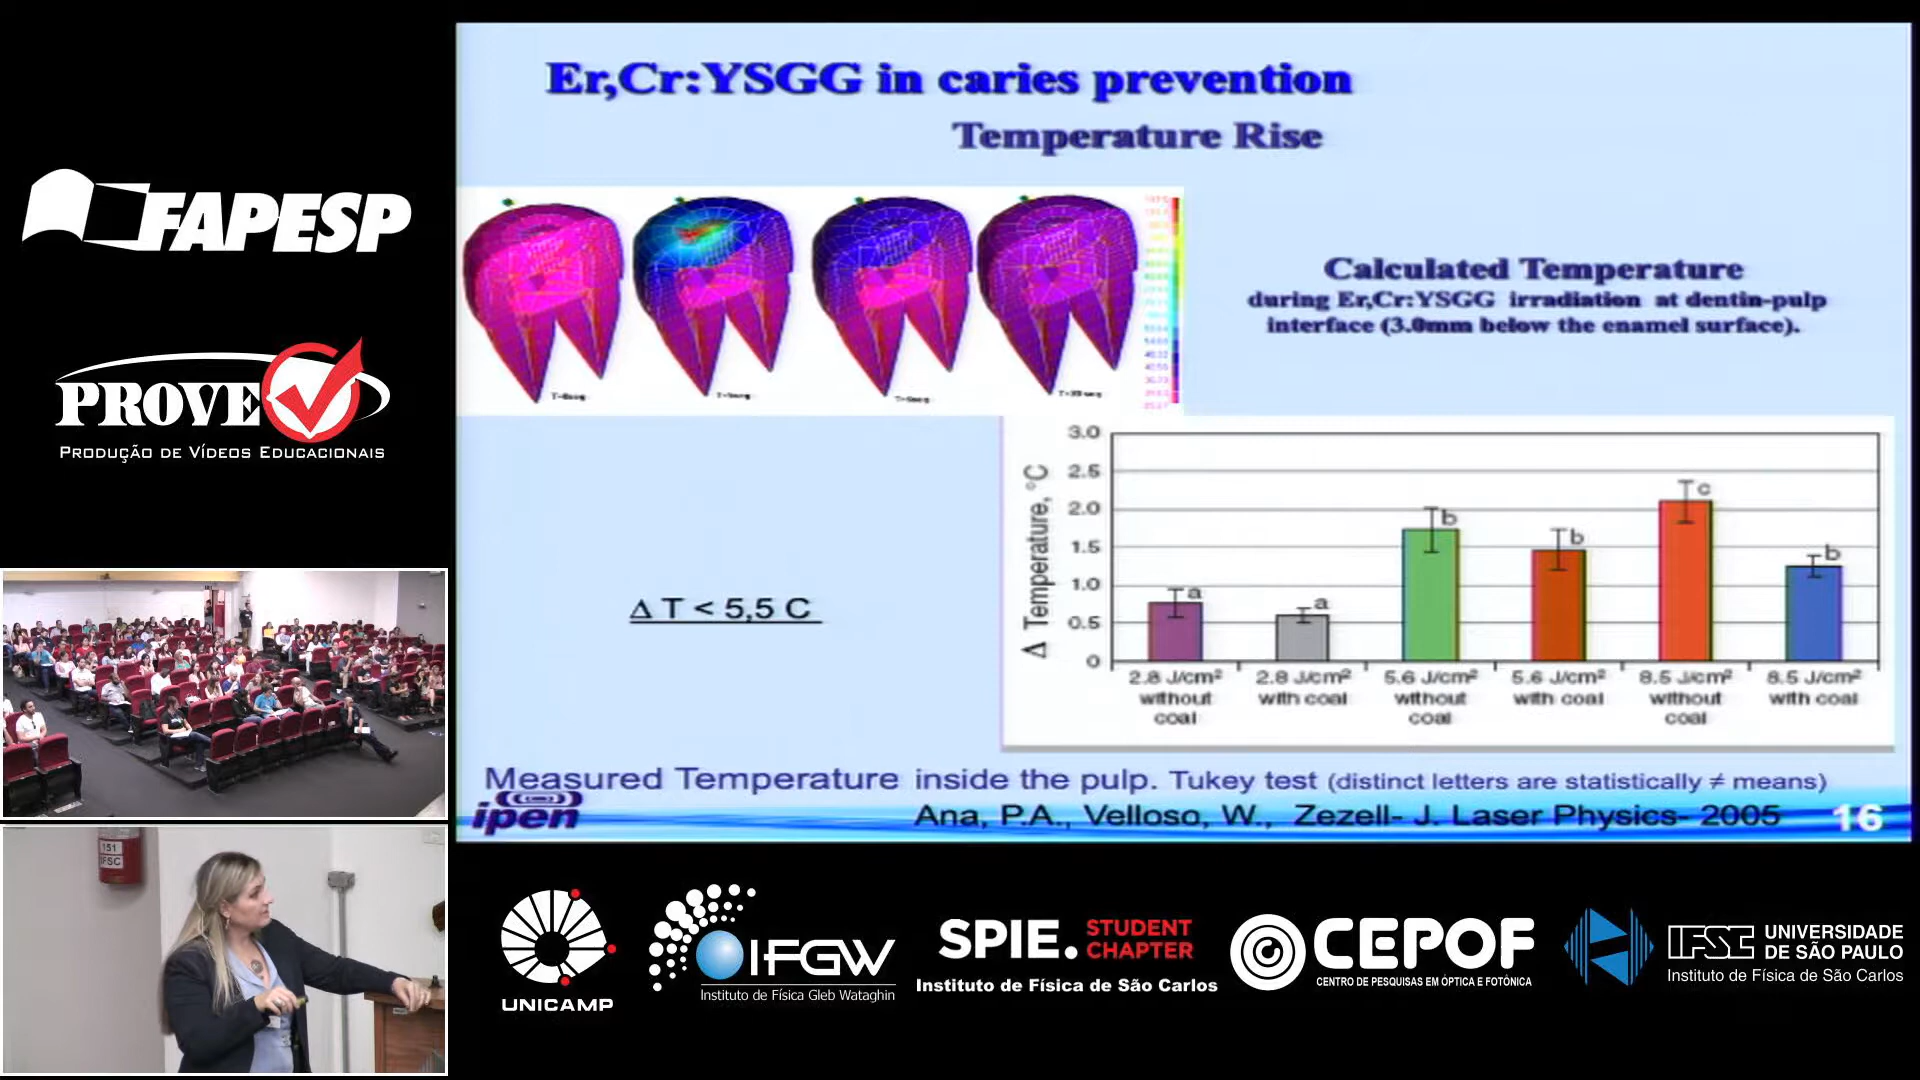 FAPESP
PROVE
PRODUÇÃO DE VÍDEOS EDUCACIONAIS
151
IFSC
Er,Cr:YSGG in caries prevention
Temperature Rise
Calculated Temperature
during Er,Cr:YSGG irradiation at dentin-pulp
interface (3.0mm below the enamel surface).
Δ T < 5,5 C
Δ Temperature, °C
3.0
2.5
2.0
1.5
1.0
0.5
0
a
a
b
b
c
b
2.8 J/cm²
without
coal
2.8 J/cm²
with coal
5.6 J/cm²
without
coal
5.6 J/cm²
with coal
8.5 J/cm²
without
coal
8.5 J/cm²
with coal
Measured Temperature inside the pulp. Tukey test (distinct letters are statistically ≠ means)
ipen
Ana, P.A., Velloso, W., Zezell- J. Laser Physics- 2005
16
UNICAMP
IFGW
Instituto de Física Gleb Wataghin
SPIE. STUDENT
CHAPTER
Instituto de Física de São Carlos
CEPOF
CENTRO DE PESQUISAS EM ÓPTICA E FOTÔNICA
IFSC
UNIVERSIDADE
DE SÃO PAULO
Instituto de Física de São Carlos